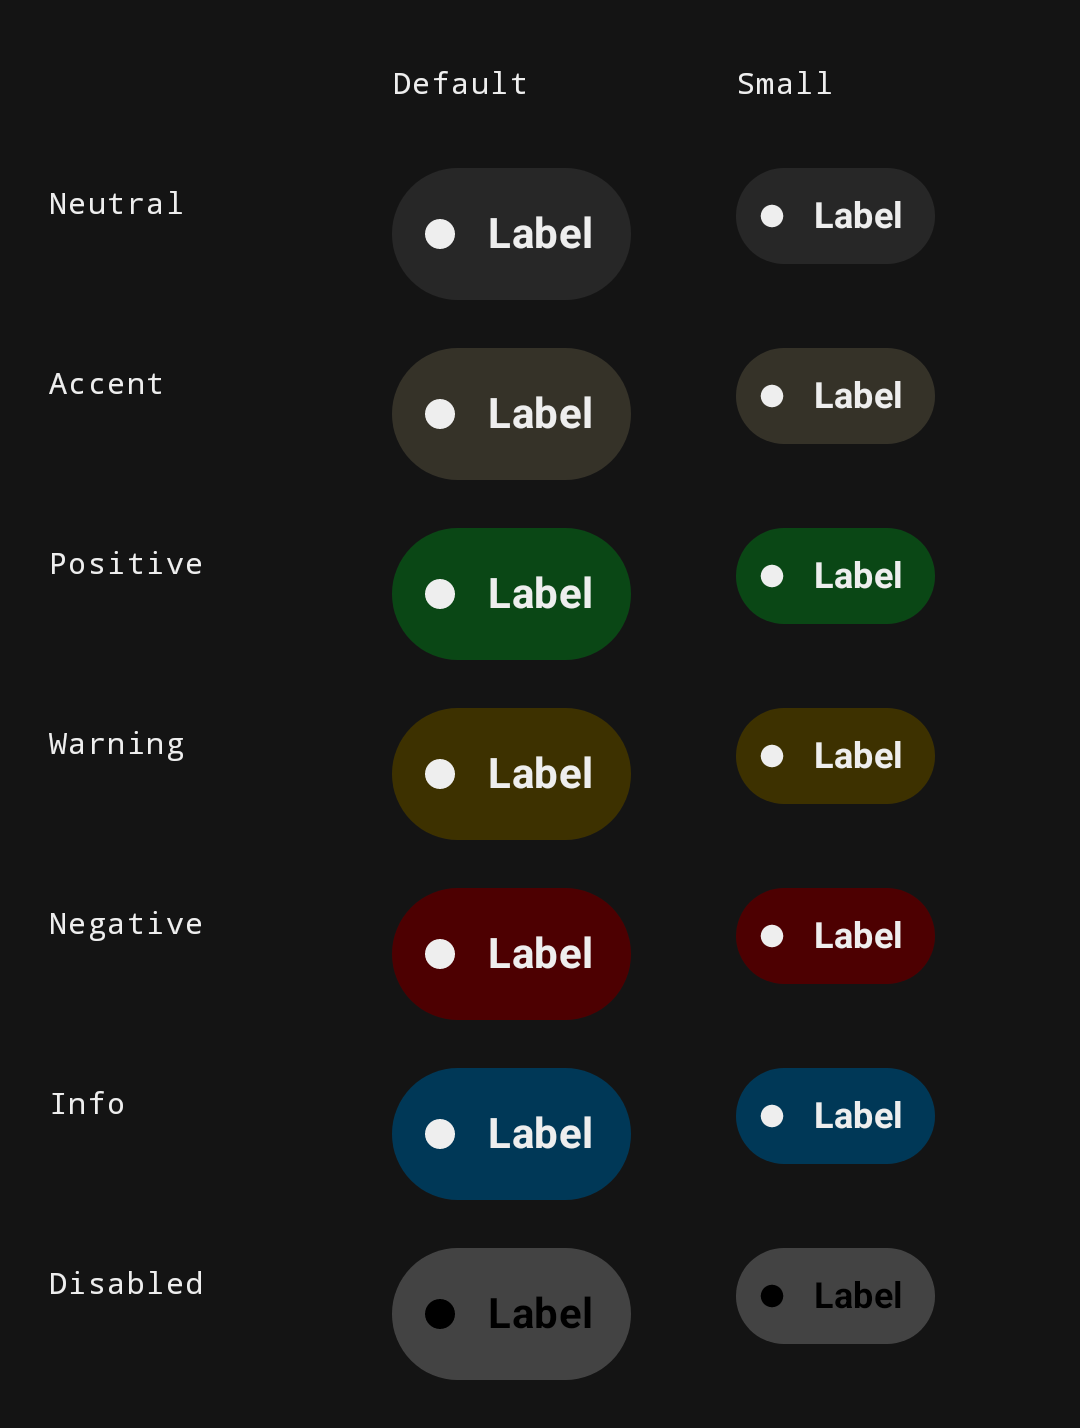 Default Small
Neutral Label Label
Accent Label Label
Positive Label Label
Warning Label Label
Negative Label Label
Info Label Label
Disabled Label Label